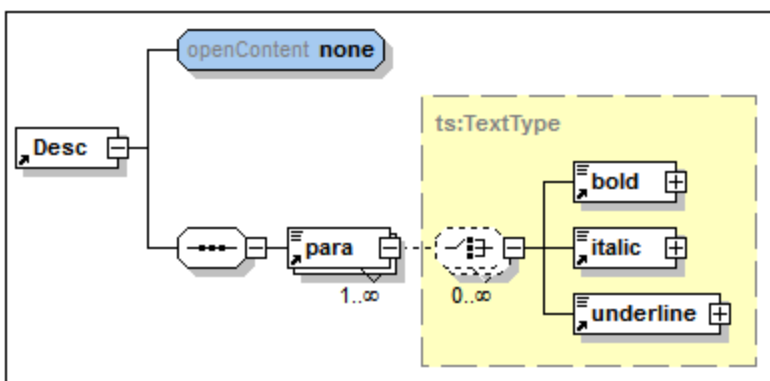 openContent none
ts:TextType
Desc
bold
para
italic
1..∞
0..∞
underline